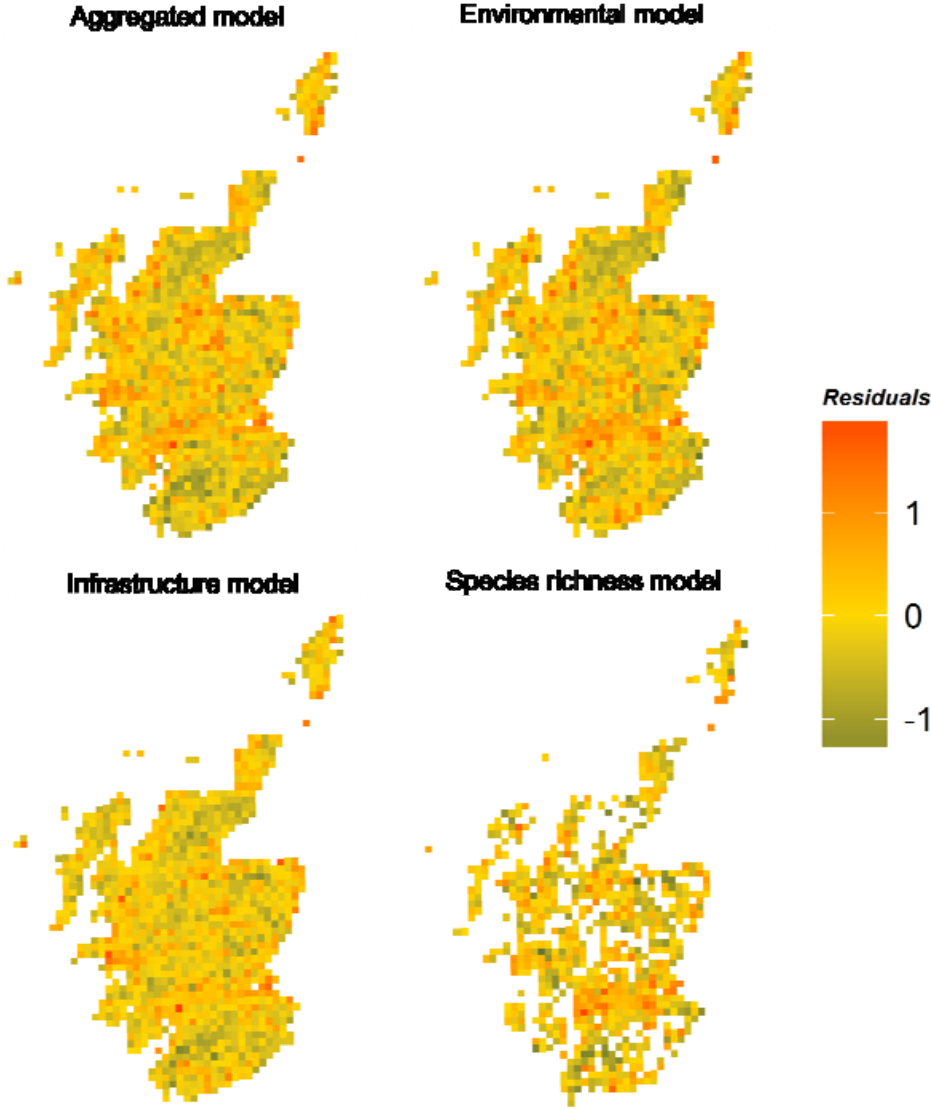 Aggregated model
Environmental model
Residuals
1
0
-1
Infrastructure model
Species richness model